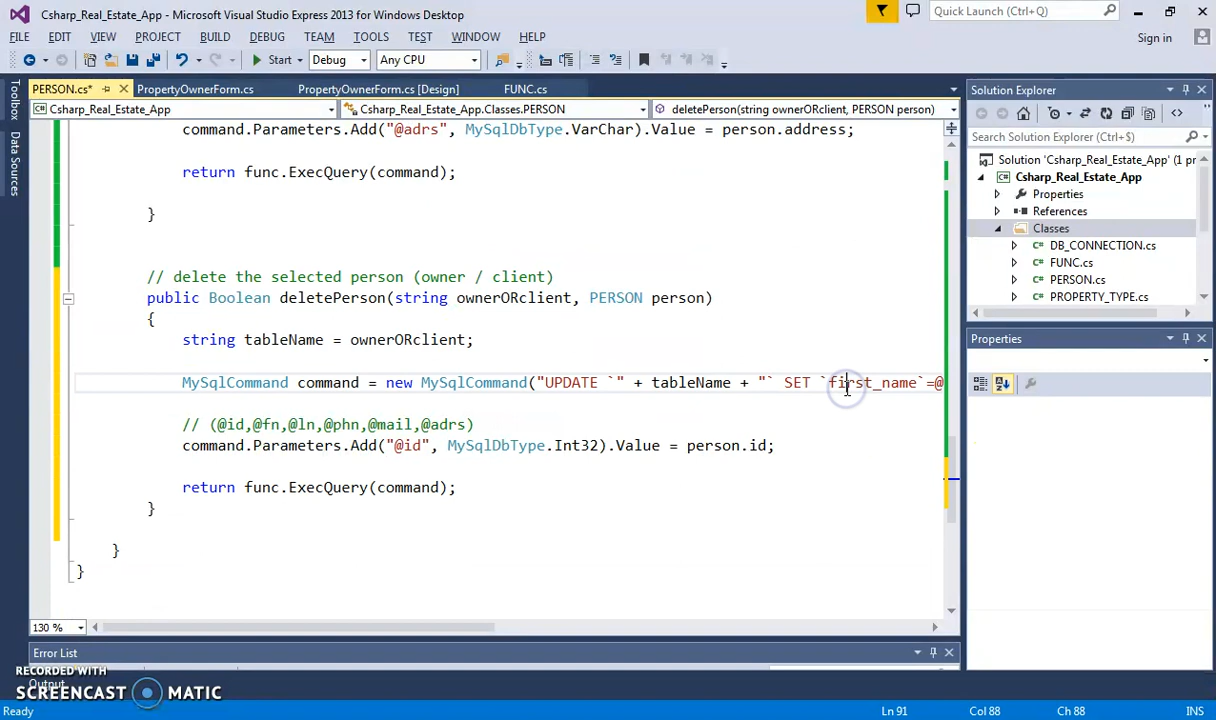 Csharp_Real_Estate_App - Microsoft Visual Studio Express 2013 for Windows Desktop
Quick Launch (Ctrl+Q)
FILE EDIT VIEW PROJECT BUILD DEBUG TEAM TOOLS TEST WINDOW HELP
Sign in
Start Debug Any CPU
PERSON.cs* PropertyOwnerForm.cs PropertyOwnerForm.cs [Design] FUNC.cs
Csharp_Real_Estate_App Csharp_Real_Estate_App.Classes.PERSON deletePerson(string ownerORclient, PERSON person)
Toolbox
Data Sources
command.Parameters.Add("@adrs", MySqlDbType.VarChar).Value = person.address;
return func.ExecQuery(command);
}
// delete the selected person (owner / client)
public Boolean deletePerson(string ownerORclient, PERSON person)
{
string tableName = ownerORclient;
MySqlCommand command = new MySqlCommand("UPDATE `" + tableName + "` SET `first_name`=@
// (@id,@fn,@ln,@phn,@mail,@adrs)
command.Parameters.Add("@id", MySqlDbType.Int32).Value = person.id;
return func.ExecQuery(command);
}
}
}
130 %
Solution Explorer
Search Solution Explorer (Ctrl+$)
Solution 'Csharp_Real_Estate_App' (1 pr
Csharp_Real_Estate_App
Properties
References
Classes
DB_CONNECTION.cs
FUNC.cs
PERSON.cs
PROPERTY_TYPE.cs
Properties
Error List
Output
RECORDED WITH
SCREENCAST MATIC
Ready Ln 91 Col 88 Ch 88 INS